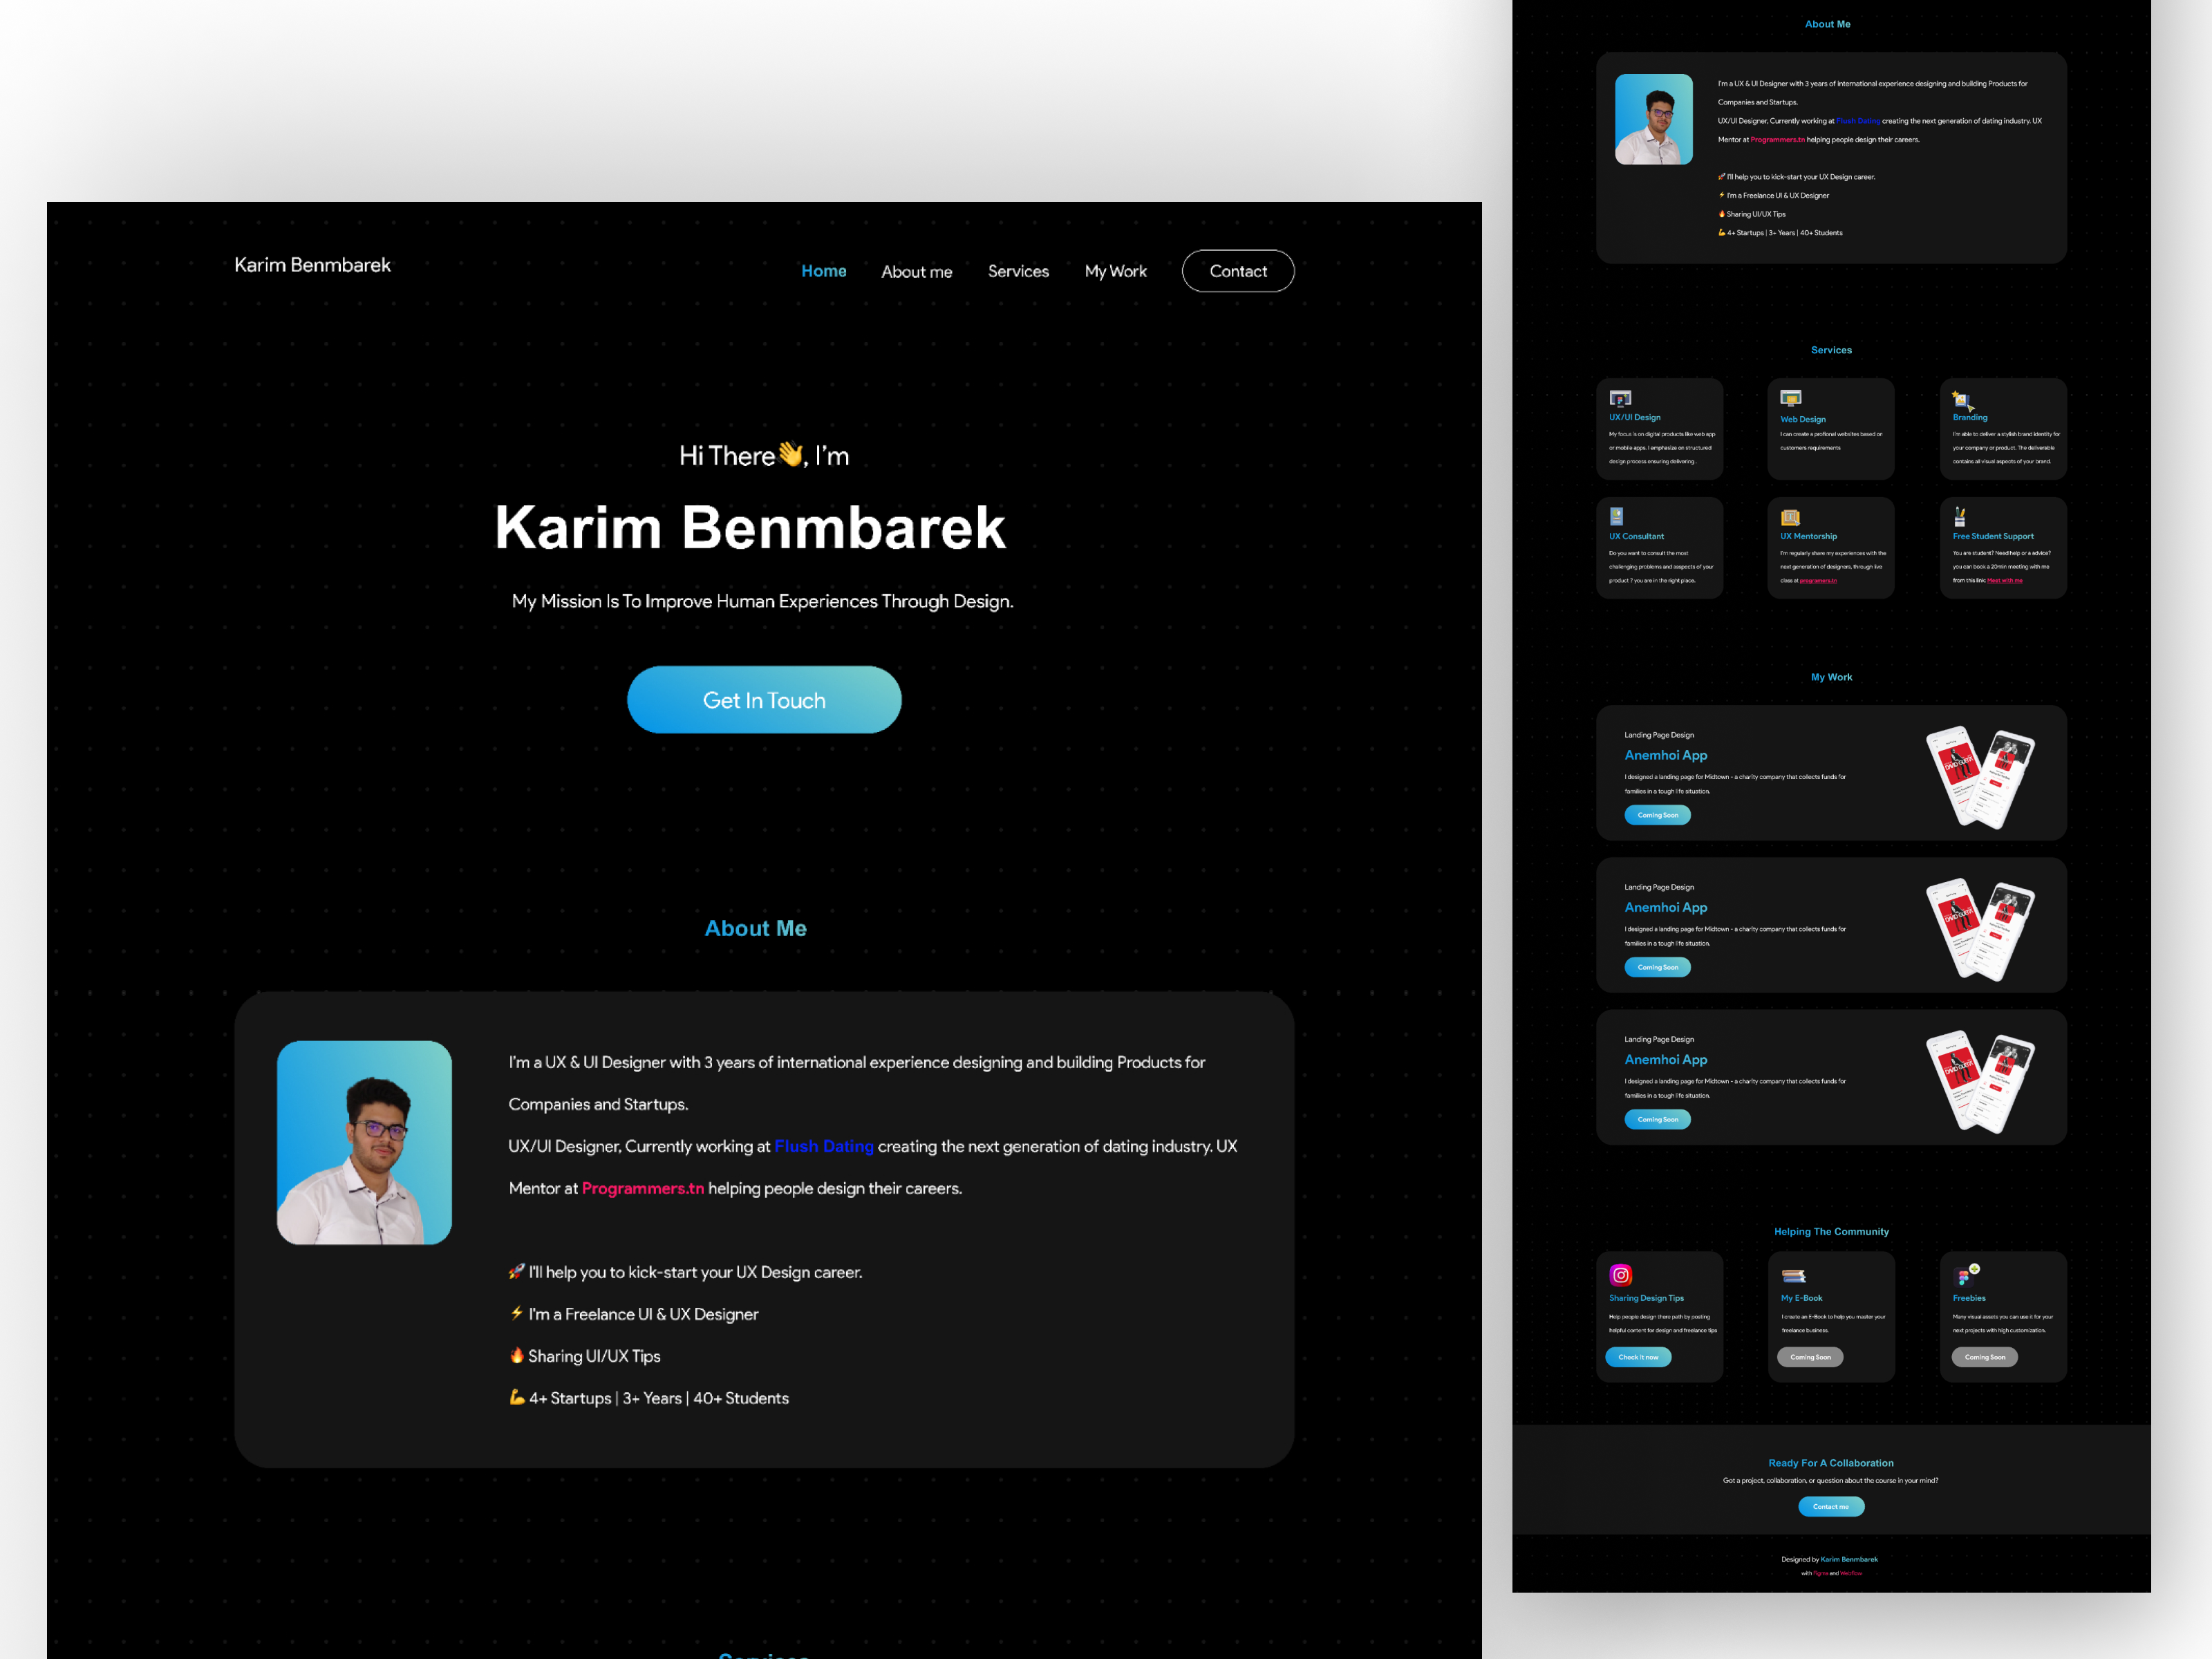 Karim Benmbarek
Home About me Services My Work Contact
Hi There👋, I'm
Karim Benmbarek
My Mission Is To Improve Human Experiences Through Design.
Get In Touch
About Me
I'm a UX & UI Designer with 3 years of international experience designing and building Products for
Companies and Startups.
UX/UI Designer, Currently working at Flush Dating creating the next generation of dating industry. UX
Mentor at Programmers.tn helping people design their careers.
🚀 I'll help you to kick-start your UX Design career.
⚡ I'm a Freelance UI & UX Designer
🔥 Sharing UI/UX Tips
💪 4+ Startups | 3+ Years | 40+ Students
Services
About Me
I'm a UX & UI Designer with 3 years of international experience designing and building Products for
Companies and Startups.
UX/UI Designer, Currently working at Flush Dating creating the next generation of dating industry. UX
Mentor at Programmers.tn helping people design their careers.
🚀 I'll help you to kick-start your UX Design career.
⚡ I'm a Freelance UI & UX Designer
🔥 Sharing UI/UX Tips
💪 4+ Startups | 3+ Years | 40+ Students
Services
UX/UI Design
My focus is on digital products like web app
or mobile apps. I emphasize on structured
design process ensuring delivering .
Web Design
I can create a profional websites based on
customers requirements
Branding
I'm able to deliver a stylish brand identity for
your company or product. The deliverable
contains all visual aspects of your brand.
UX Consultant
Do you want to consult the most
challenging problems and aspects of your
product ? you are in the right place.
UX Mentorship
I'm regularly share my experiences with the
next generation of designers, through live
class at programers.tn
Free Student Support
You are student? Need help or a advice?
you can book a 20min meeting with me
from this link: Meet with me
My Work
Landing Page Design
Anemhoi App
I designed a landing page for Midtown - a charity company that collects funds for
families in a tough life situation.
Coming Soon
Landing Page Design
Anemhoi App
I designed a landing page for Midtown - a charity company that collects funds for
families in a tough life situation.
Coming Soon
Landing Page Design
Anemhoi App
I designed a landing page for Midtown - a charity company that collects funds for
families in a tough life situation.
Coming Soon
Helping The Community
Sharing Design Tips
Help people design there path by posting
helpful content for design and freelance tips
Check it now
My E-Book
I create an E-Book to help you master your
freelance business.
Coming Soon
Freebies
Many visual assets you can use it for your
next projects with high customization.
Coming Soon
Ready For A Collaboration
Got a project, collaboration, or question about the course in your mind?
Contact me
Designed by Karim Benmbarek
with Figma and Webflow